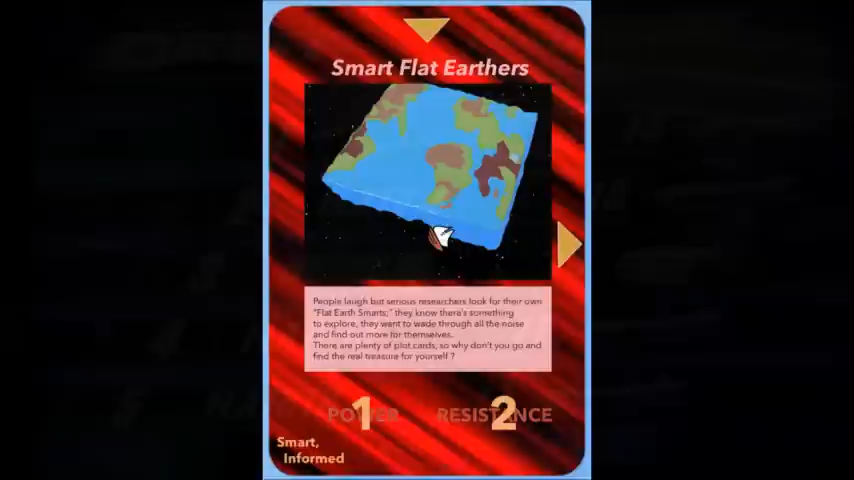 Smart Flat Earthers
People laugh but serious researchers look for their own
"Flat Earth Smarts;" they know there's something
to explore, they want to wade through all the noise
and find out more for themselves.
There are plenty of plot cards, so why don't you go and
find the real treasure for yourself ?
POWER 1 RESISTANCE 2
Smart,
Informed